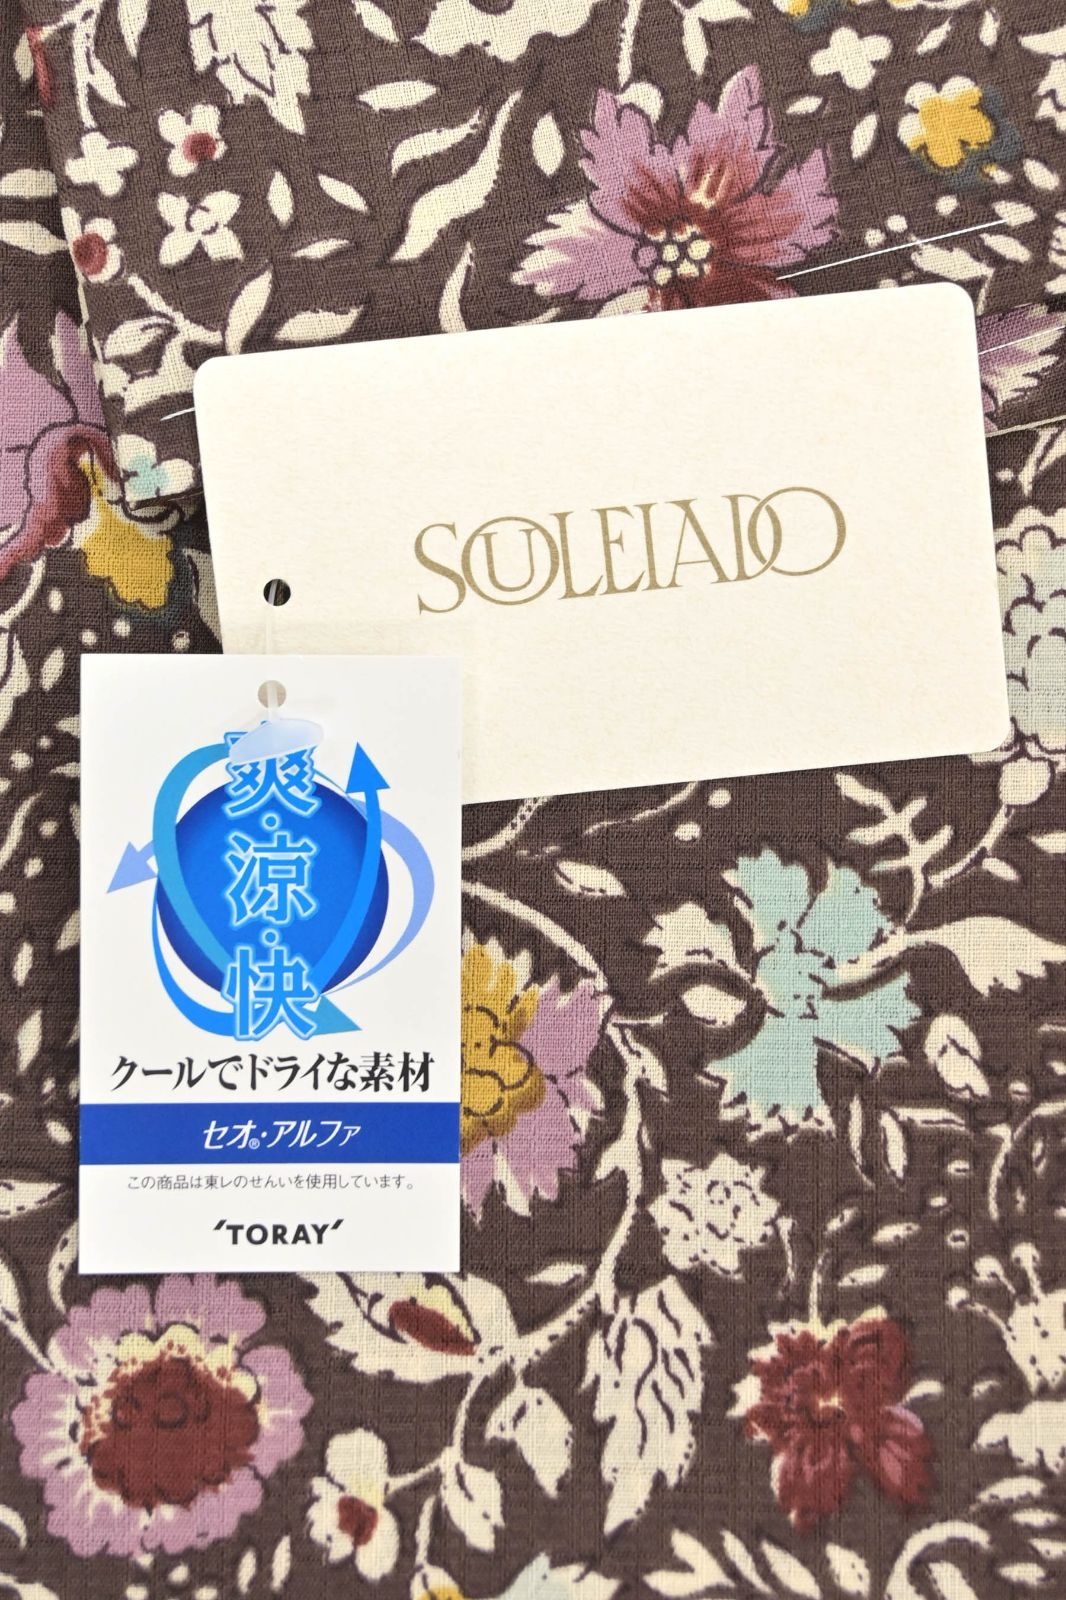 SOULEIADO
爽・涼・快
クールでドライな素材
セオ®・アルファ
この商品は東レのせんいを使用しています。
'TORAY'